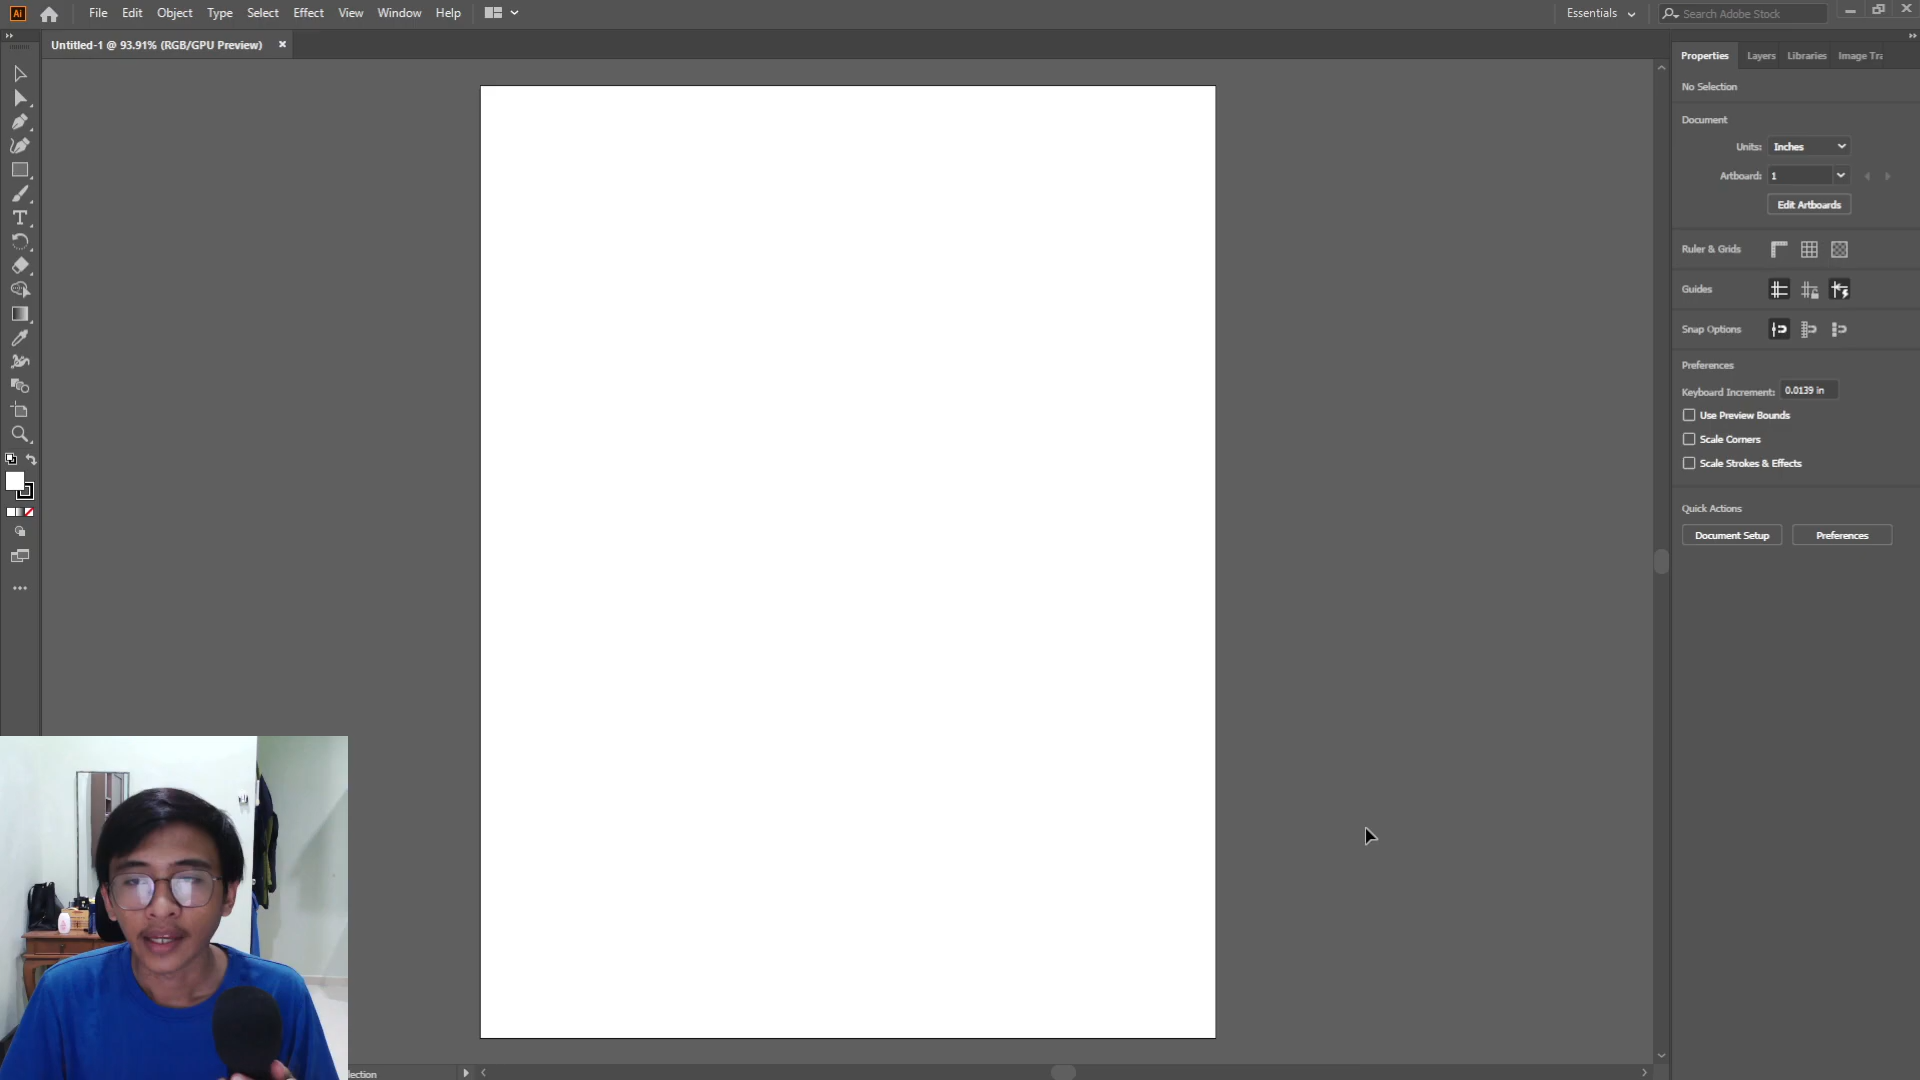 Ai
File Edit Object Type Select Effect View Window Help
Essentials
Search Adobe Stock
Untitled-1 @ 93.91% (RGB/GPU Preview) ×
Properties Layers Libraries Image Tra
No Selection
Document
Units: Inches
Artboard: 1
Edit Artboards
Ruler & Grids
Guides
Snap Options
Preferences
Keyboard Increment: 0.0139 in
Use Preview Bounds
Scale Corners
Scale Strokes & Effects
Quick Actions
Document Setup Preferences
lection